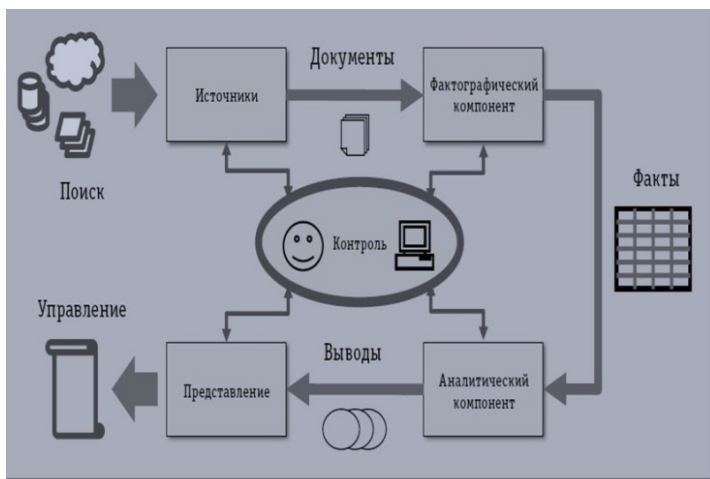 Документы
Источники
Фактографический
компонент
Поиск
Факты
Контроль
Управление
Выводы
Представление
Аналитический
компонент